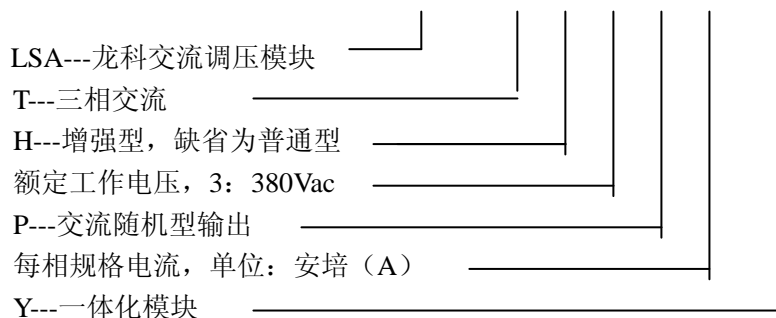 LSA---龙科交流调压模块
T---三相交流
H---增强型，缺省为普通型
额定工作电压，3：380Vac
P---交流随机型输出
每相规格电流，单位：安培（A）
Y---一体化模块